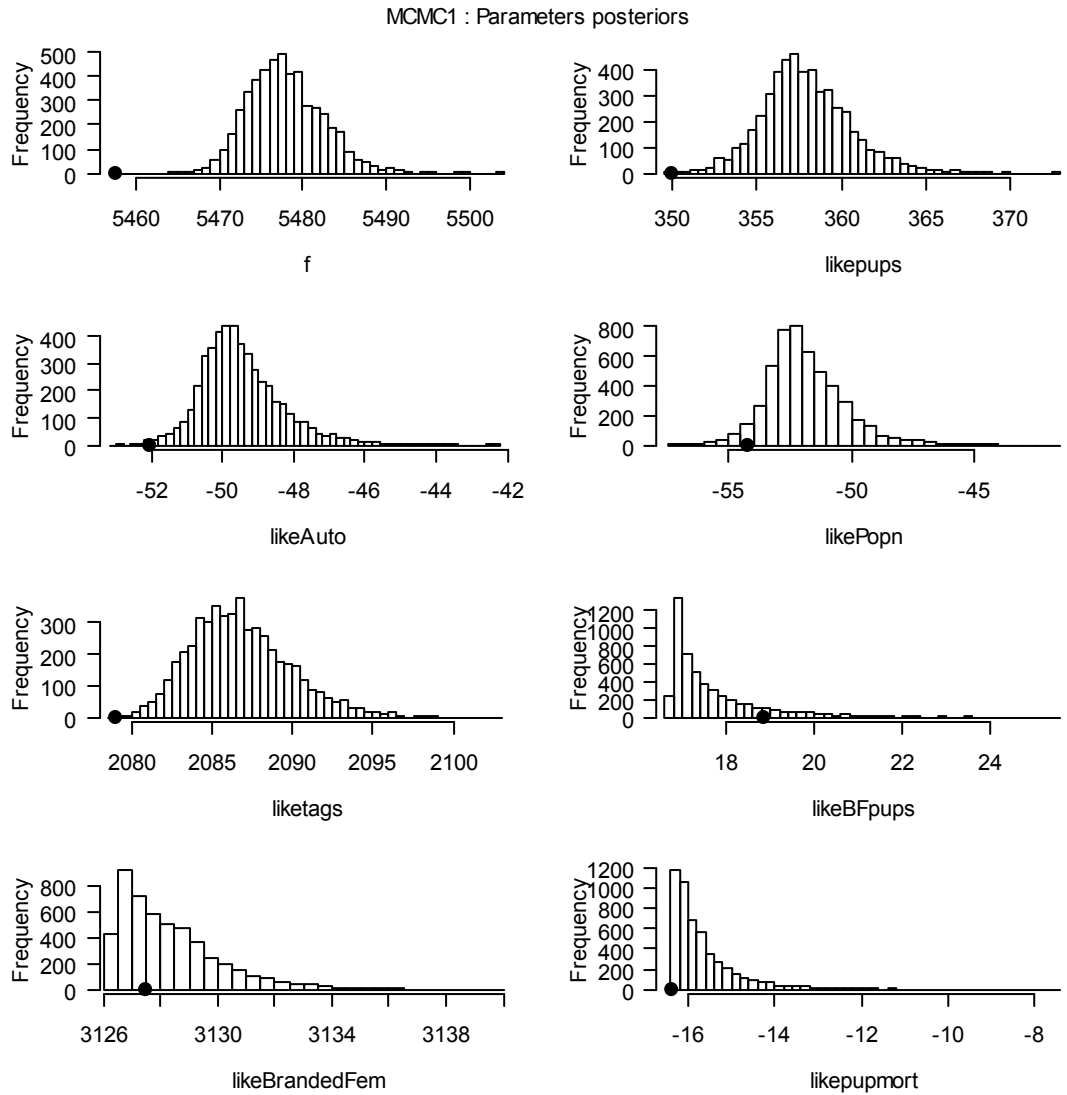 MCMC1 : Parameters posteriors
Frequency
500
400
300
200
100
0
5460 5470 5480 5490 5500
f
Frequency
400
300
200
100
0
350 355 360 365 370
likepups
Frequency
400
300
200
100
0
-52 -50 -48 -46 -44 -42
likeAuto
Frequency
800
600
400
200
0
-55 -50 -45
likePopn
Frequency
300
200
100
0
2080 2085 2090 2095 2100
liketags
Frequency
1200
1000
800
600
400
200
0
18 20 22 24
likeBFpups
Frequency
800
600
400
200
0
3126 3130 3134 3138
likeBrandedFem
Frequency
1200
1000
800
600
400
200
0
-16 -14 -12 -10 -8
likepupmort